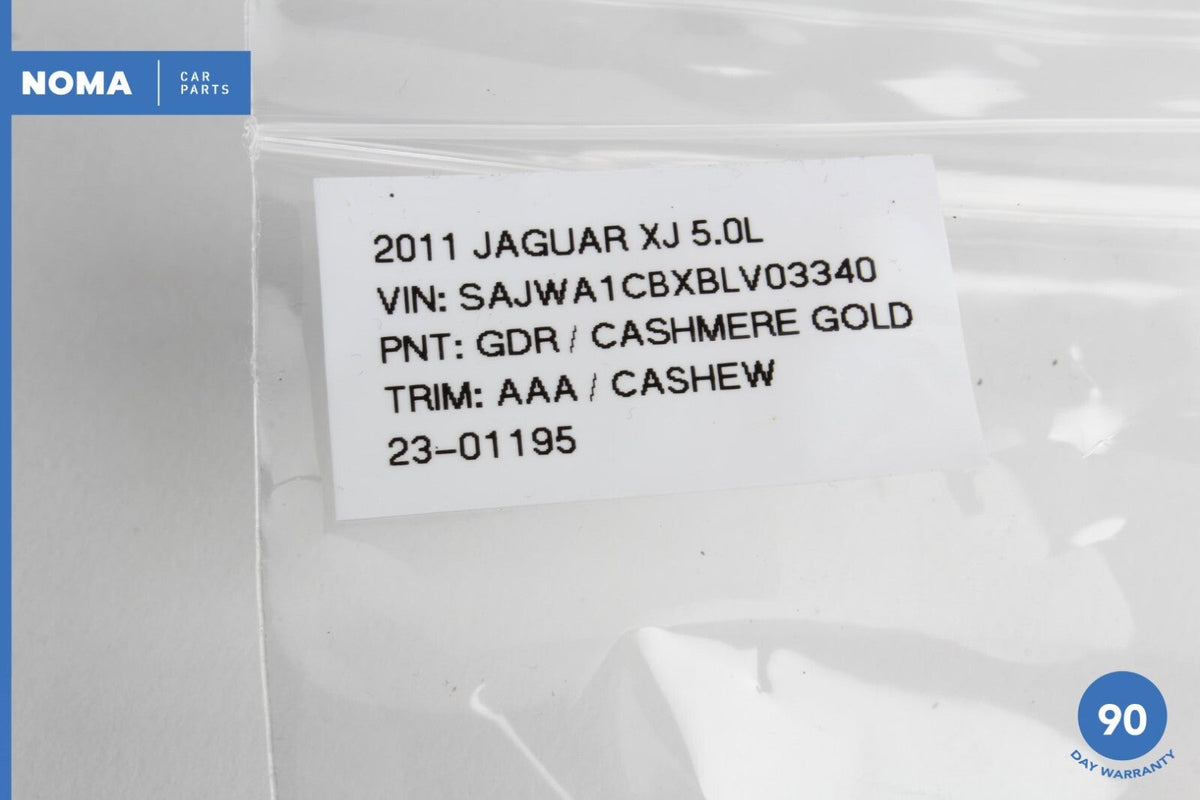 NOMA
CAR
PARTS
2011 JAGUAR XJ 5.0L
VIN: SAJWA1CBXBLV03340
PNT: GDR / CASHMERE GOLD
TRIM: AAA / CASHEW
23-01195
90
DAY WARRANTY